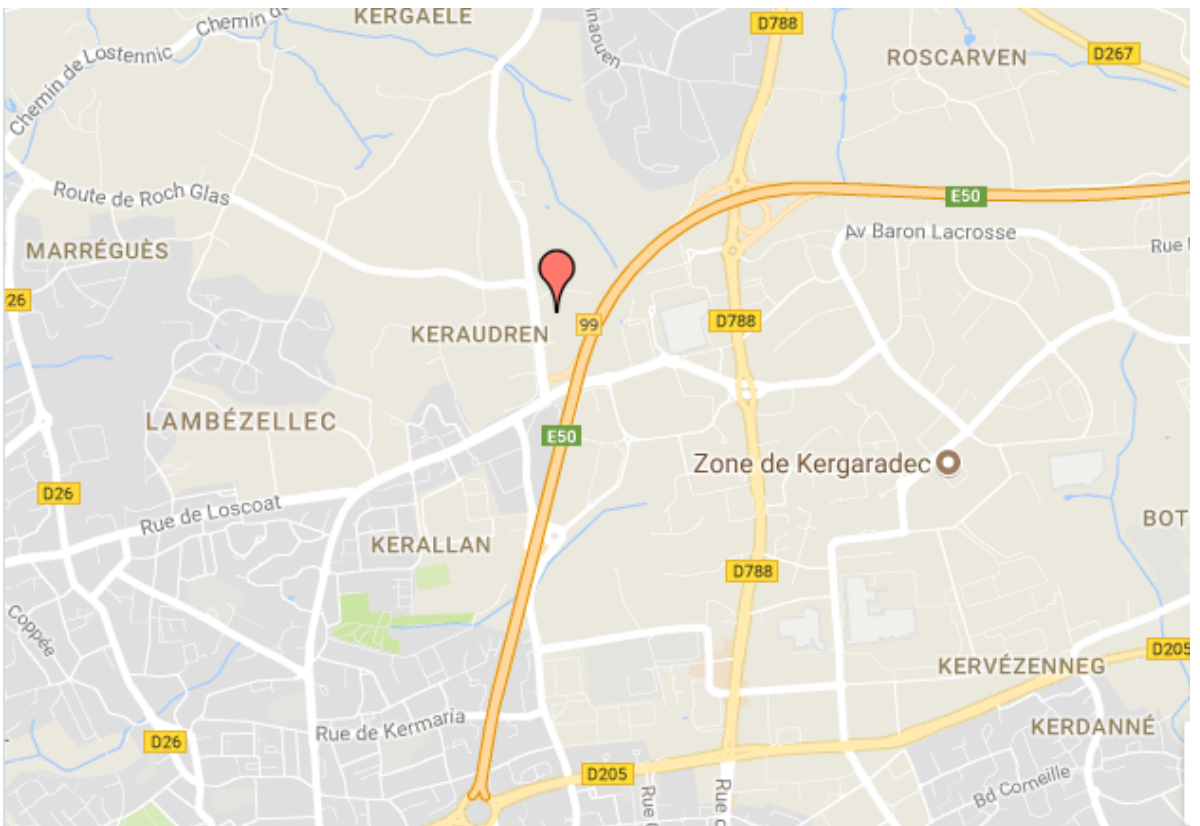 KERGAELE
Chemin de
D788
ROSCARVEN
D267
Chemin de Lostennic
Route de Roch Glas
E50
Av Baron Lacrosse
Rue
MARRÉGUÈS
26
KERAUDREN
99
D788
LAMBÉZELLEC
E50
Zone de Kergaradec
D26
Rue de Loscoat
KERALLAN
BOT
D788
Coppée
KERVÉZENNEG
D205
Rue de Kermaria
KERDANNÉ
D26
D205
Bd Corneille
Rue
Rue